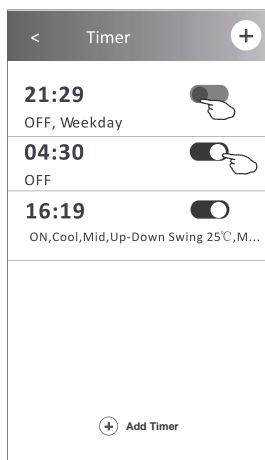 < Timer +
21:29
OFF, Weekday
04:30
OFF
16:19
ON,Cool,Mid,Up-Down Swing 25℃,M...
+ Add Timer